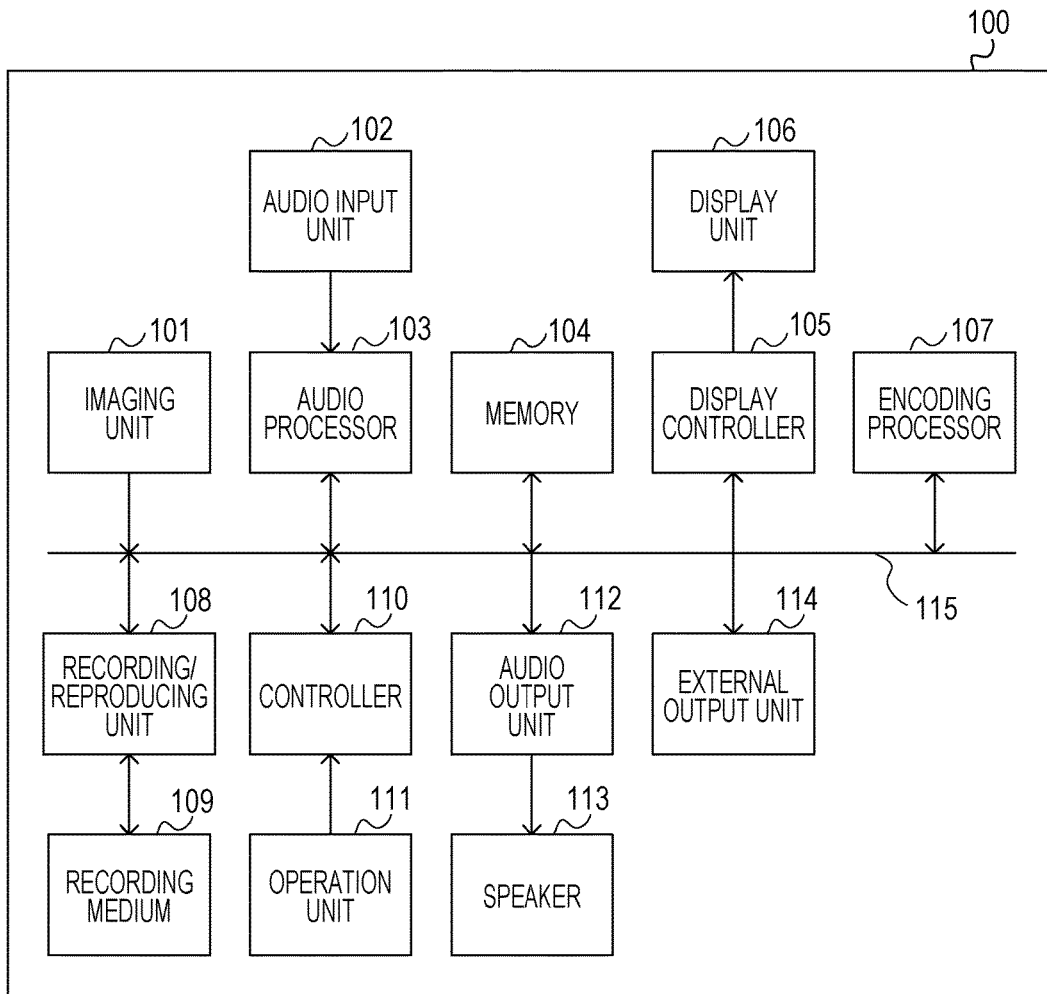 100
102
AUDIO INPUT
UNIT
106
DISPLAY
UNIT
101
IMAGING
UNIT
103
AUDIO
PROCESSOR
104
MEMORY
105
DISPLAY
CONTROLLER
107
ENCODING
PROCESSOR
115
108
RECORDING/
REPRODUCING
UNIT
110
CONTROLLER
112
AUDIO
OUTPUT
UNIT
114
EXTERNAL
OUTPUT UNIT
109
RECORDING
MEDIUM
111
OPERATION
UNIT
113
SPEAKER